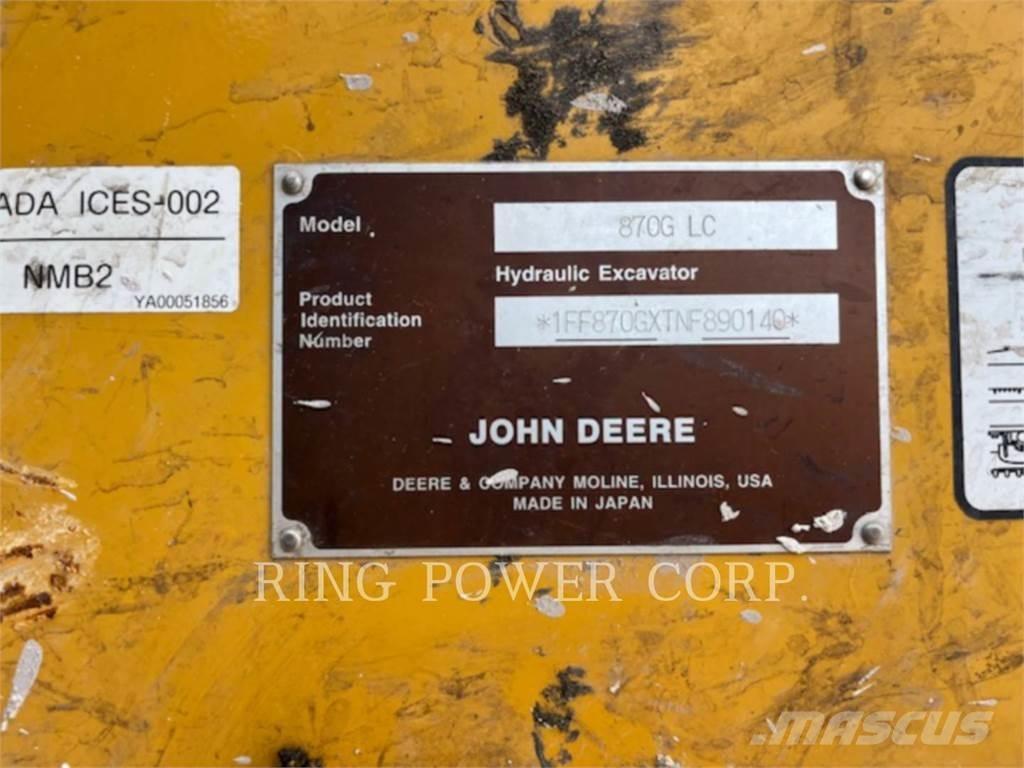 ADA ICES-002
NMB2
YA00051856
Model
870G LC
Hydraulic Excavator
Product
Identification
Number
*1FF870GXTNF890140*
JOHN DEERE
DEERE & COMPANY MOLINE, ILLINOIS, USA
MADE IN JAPAN
RING POWER CORP.
MASCUS